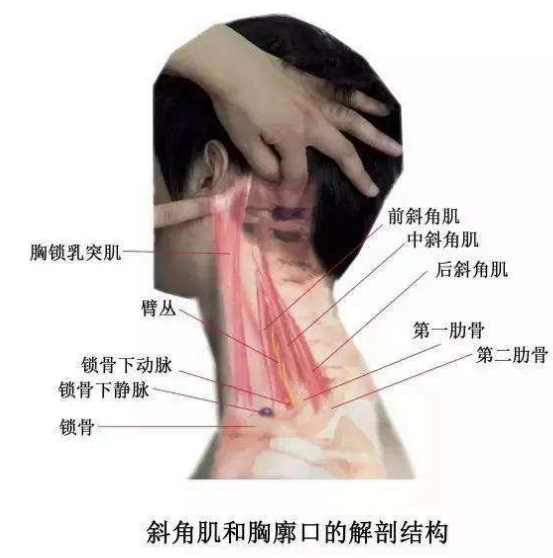 前斜角肌
中斜角肌
胸锁乳突肌
后斜角肌
臂丛
第一肋骨
第二肋骨
锁骨下动脉
锁骨下静脉
锁骨
斜角肌和胸廓口的解剖结构